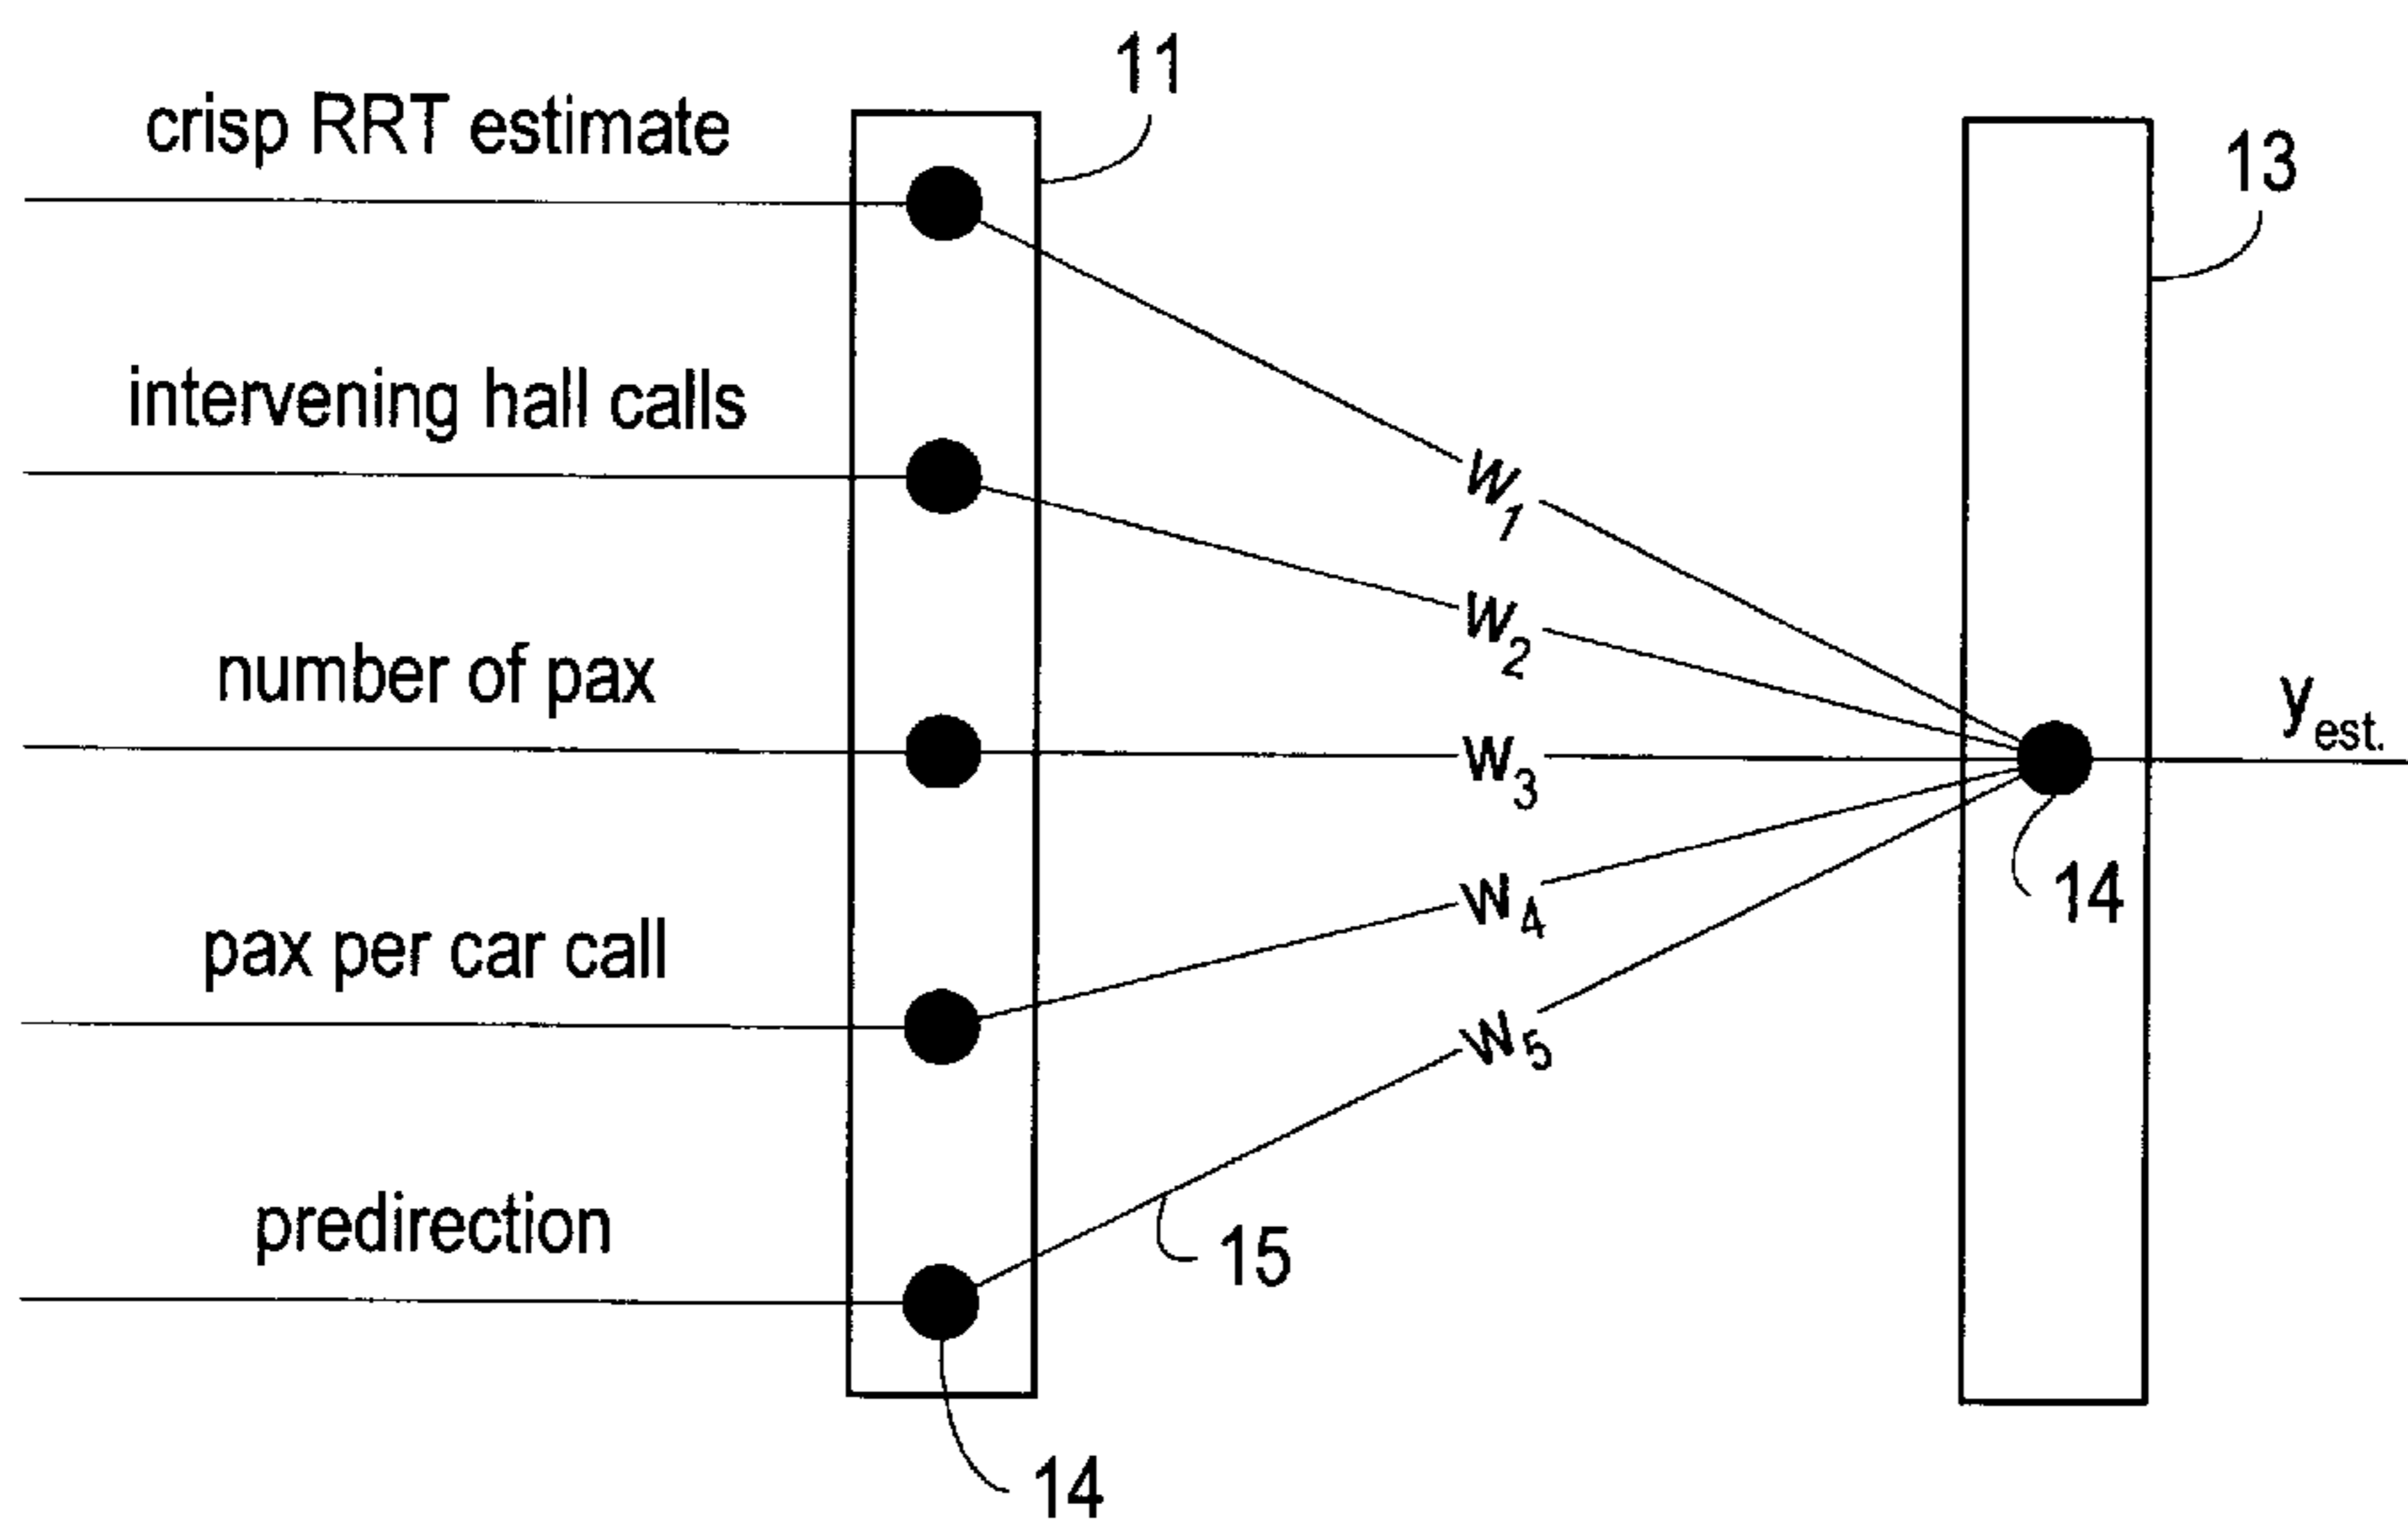 11
crisp RRT estimate
13
intervening hall calls
w1
w2
number of pax
yest.
w3
14
w4
pax per car call
w5
predirection
15
14